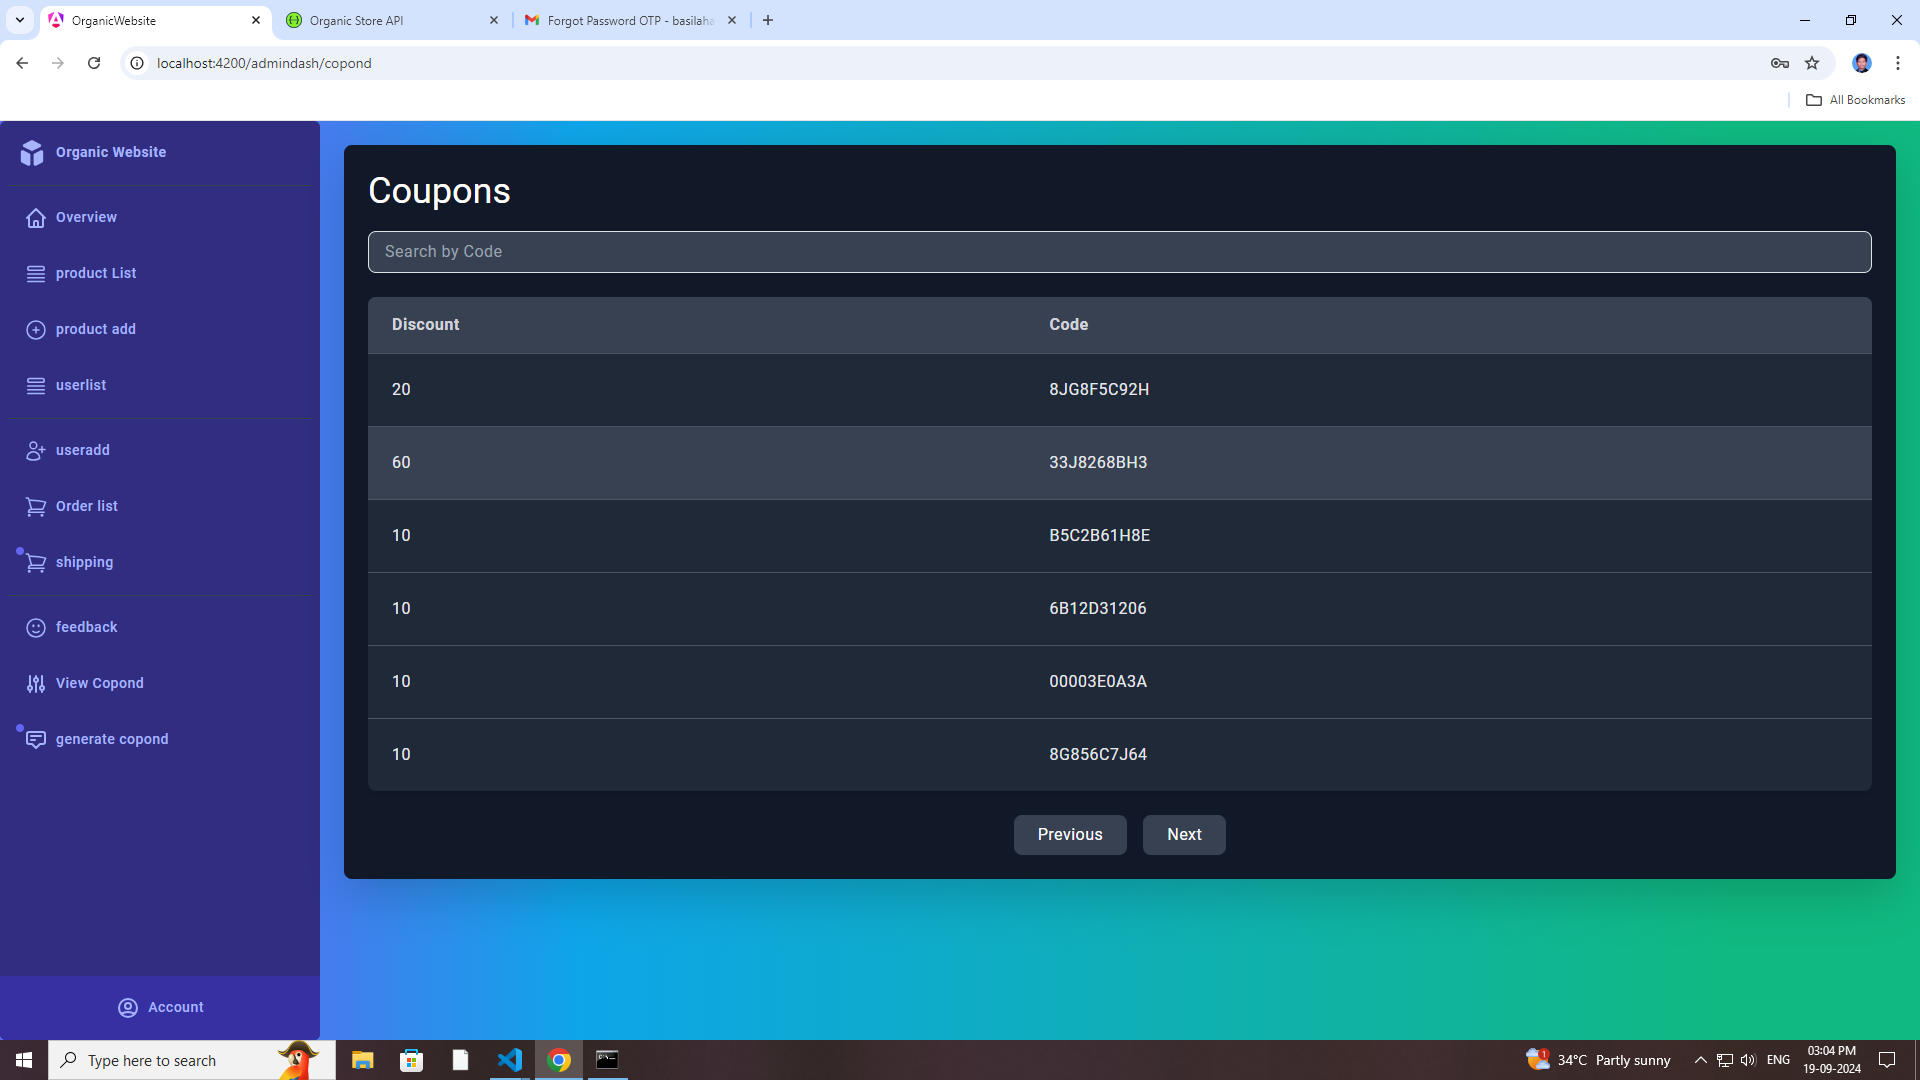 OrganicWebsite
Organic Store API
Forgot Password OTP - basilaha
localhost:4200/admindash/copond
All Bookmarks
Organic Website
Overview
product List
product add
userlist
useradd
Order list
shipping
feedback
View Copond
generate copond
Account
Coupons
Search by Code
Discount Code
20 8JG8F5C92H
60 33J8268BH3
10 B5C2B61H8E
10 6B12D31206
10 00003E0A3A
10 8G856C7J64
Previous Next
Type here to search
1
34°C Partly sunny
ENG
03:04 PM
19-09-2024